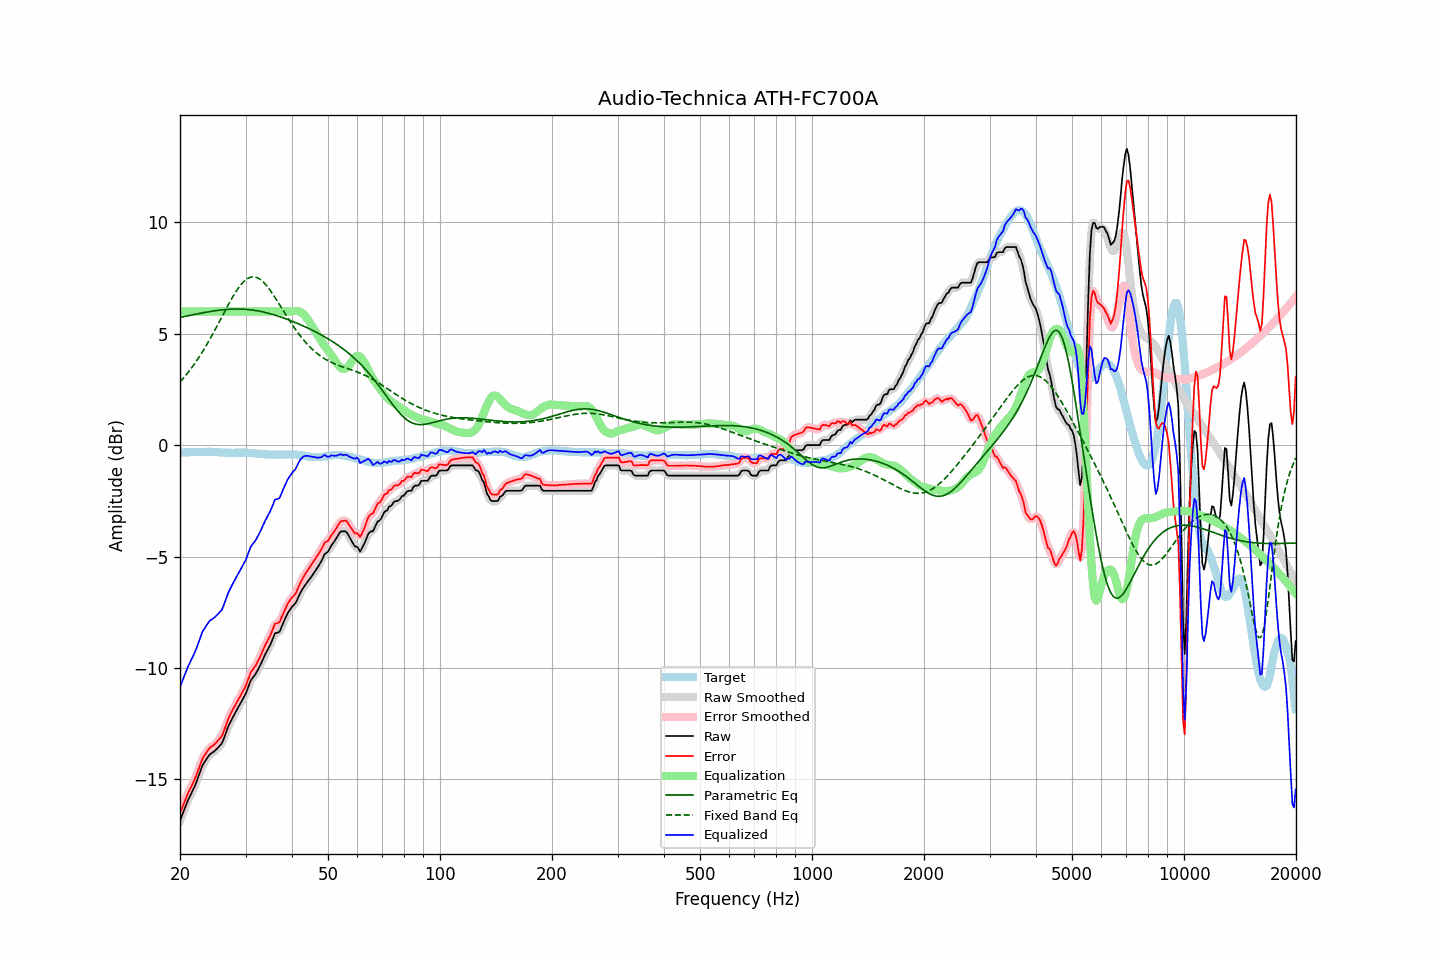 Audio-Technica ATH-FC700A
Amplitude (dBr)
10
5
0
−5
−10
−15
Target
Raw Smoothed
Error Smoothed
Raw
Error
Equalization
Parametric Eq
Fixed Band Eq
Equalized
20
50
100
200
500
1000
2000
5000
10000
20000
Frequency (Hz)